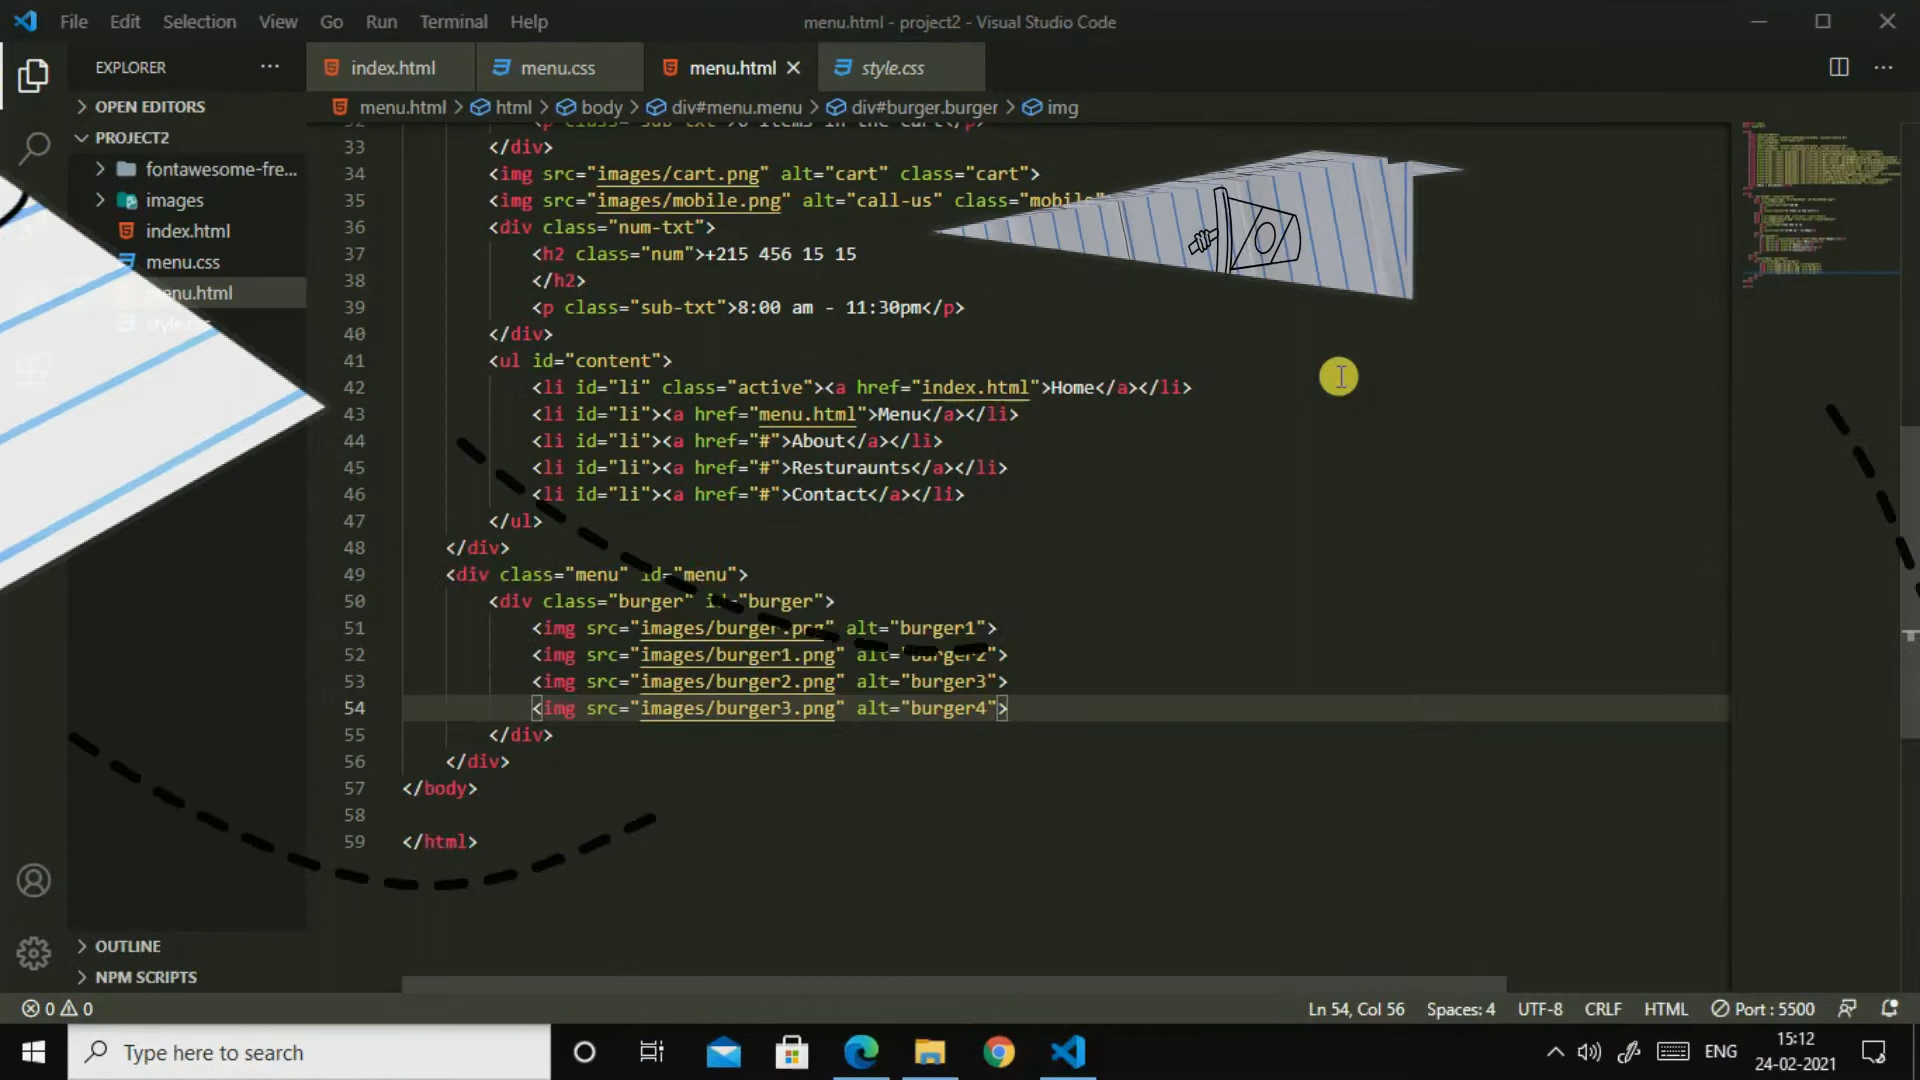 File Edit Selection View Go Run Terminal Help
menu.html - project2 - Visual Studio Code
EXPLORER
index.html
menu.css
menu.html
style.css
OPEN EDITORS
menu.html > html > body > div#menu.menu > div#burger.burger > img
PROJECT2
fontawesome-fre...
images
index.html
menu.css
menu.html
OUTLINE
NPM SCRIPTS
33 </div>
34 <img src="images/cart.png" alt="cart" class="cart">
35 <img src="images/mobile.png" alt="call-us" class="mobile"
36 <div class="num-txt">
37 <h2 class="num">+215 456 15 15
38 </h2>
39 <p class="sub-txt">8:00 am - 11:30pm</p>
40 </div>
41 <ul id="content">
42 <li id="li" class="active"><a href="index.html">Home</a></li>
43 <li id="li"><a href="menu.html">Menu</a></li>
44 <li id="li"><a href="#">About</a></li>
45 <li id="li"><a href="#">Resturaunts</a></li>
46 <li id="li"><a href="#">Contact</a></li>
47 </ul>
48 </div>
49 <div class="menu" id="menu">
50 <div class="burger" id="burger">
51 <img src="images/burger.png" alt="burger1">
52 <img src="images/burger1.png" alt="burger2">
53 <img src="images/burger2.png" alt="burger3">
54 <img src="images/burger3.png" alt="burger4">
55 </div>
56 </div>
57 </body>
58
59 </html>
0 0
Ln 54, Col 56 Spaces: 4 UTF-8 CRLF HTML Port : 5500
Type here to search
ENG
15:12
24-02-2021